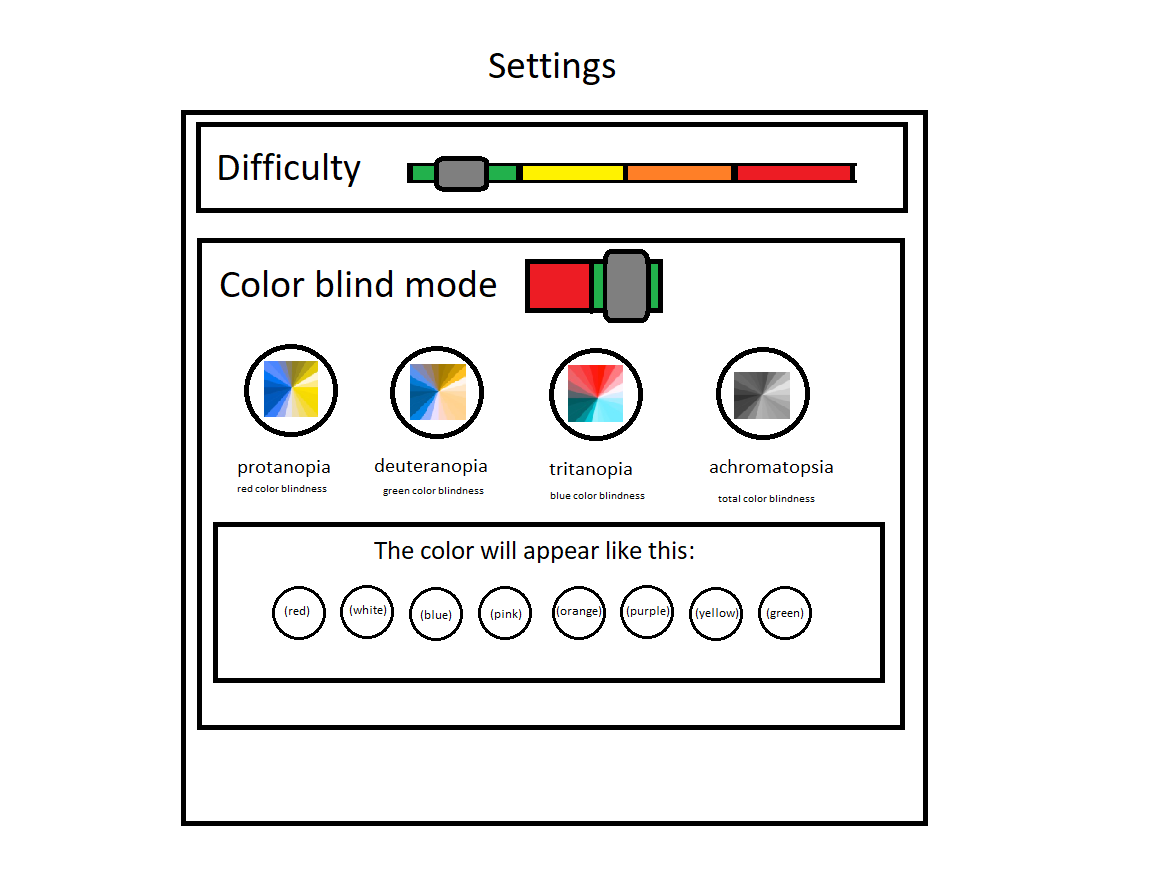 Settings
Difficulty
Color blind mode
protanopia deuteranopia tritanopia achromatopsia
red color blindness green color blindness blue color blindness total color blindness
The color will appear like this:
(red) (white) (blue) (pink) (orange) (purple) (yellow) (green)